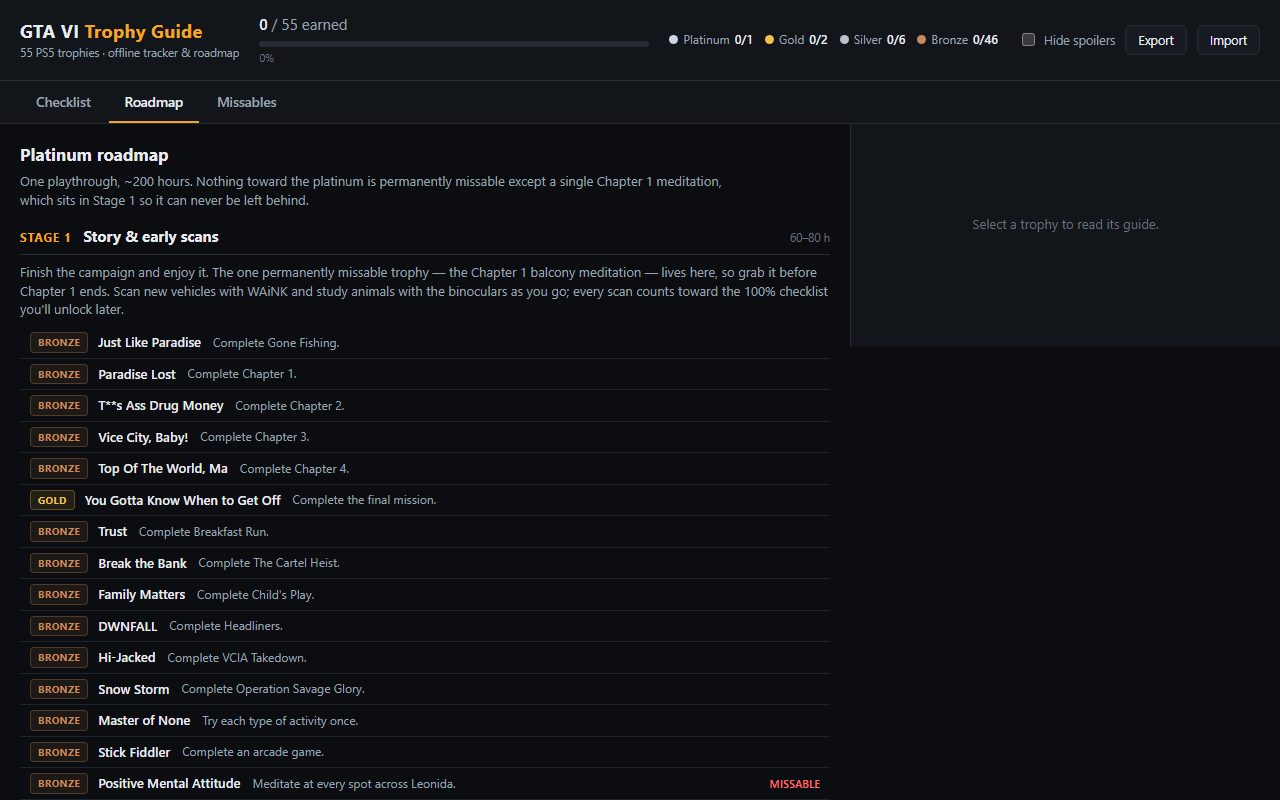 GTA VI Trophy Guide
55 PS5 trophies · offline tracker & roadmap
0 / 55 earned
0%
Platinum 0/1 Gold 0/2 Silver 0/6 Bronze 0/46
Hide spoilers
Export
Import
Checklist Roadmap Missables
Platinum roadmap
One playthrough, ~200 hours. Nothing toward the platinum is permanently missable except a single Chapter 1 meditation,
which sits in Stage 1 so it can never be left behind.
STAGE 1 Story & early scans 60–80 h
Finish the campaign and enjoy it. The one permanently missable trophy — the Chapter 1 balcony meditation — lives here, so grab it before
Chapter 1 ends. Scan new vehicles with WAiNK and study animals with the binoculars as you go; every scan counts toward the 100% checklist
you'll unlock later.
BRONZE Just Like Paradise Complete Gone Fishing.
BRONZE Paradise Lost Complete Chapter 1.
BRONZE T**s Ass Drug Money Complete Chapter 2.
BRONZE Vice City, Baby! Complete Chapter 3.
BRONZE Top Of The World, Ma Complete Chapter 4.
GOLD You Gotta Know When to Get Off Complete the final mission.
BRONZE Trust Complete Breakfast Run.
BRONZE Break the Bank Complete The Cartel Heist.
BRONZE Family Matters Complete Child's Play.
BRONZE DWNFALL Complete Headliners.
BRONZE Hi-Jacked Complete VCIA Takedown.
BRONZE Snow Storm Complete Operation Savage Glory.
BRONZE Master of None Try each type of activity once.
BRONZE Stick Fiddler Complete an arcade game.
BRONZE Positive Mental Attitude Meditate at every spot across Leonida. MISSABLE
Select a trophy to read its guide.